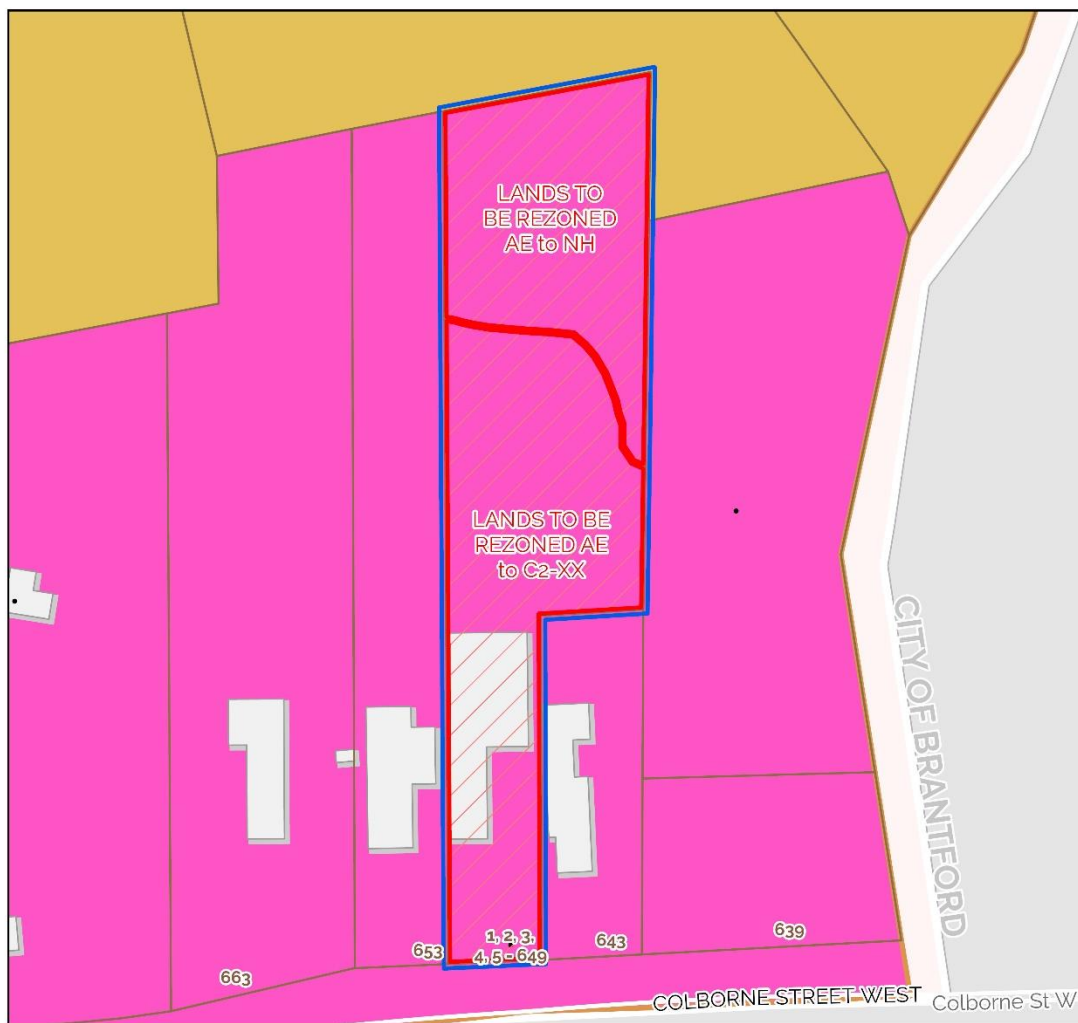 LANDS TO
BE REZONED
AE to NH
LANDS TO BE
REZONED AE
to C2-XX
CITY OF BRANTFORD
653
1, 2, 3,
4, 5 - 649
643
639
663
COLBORNE STREET WEST
Colborne St W